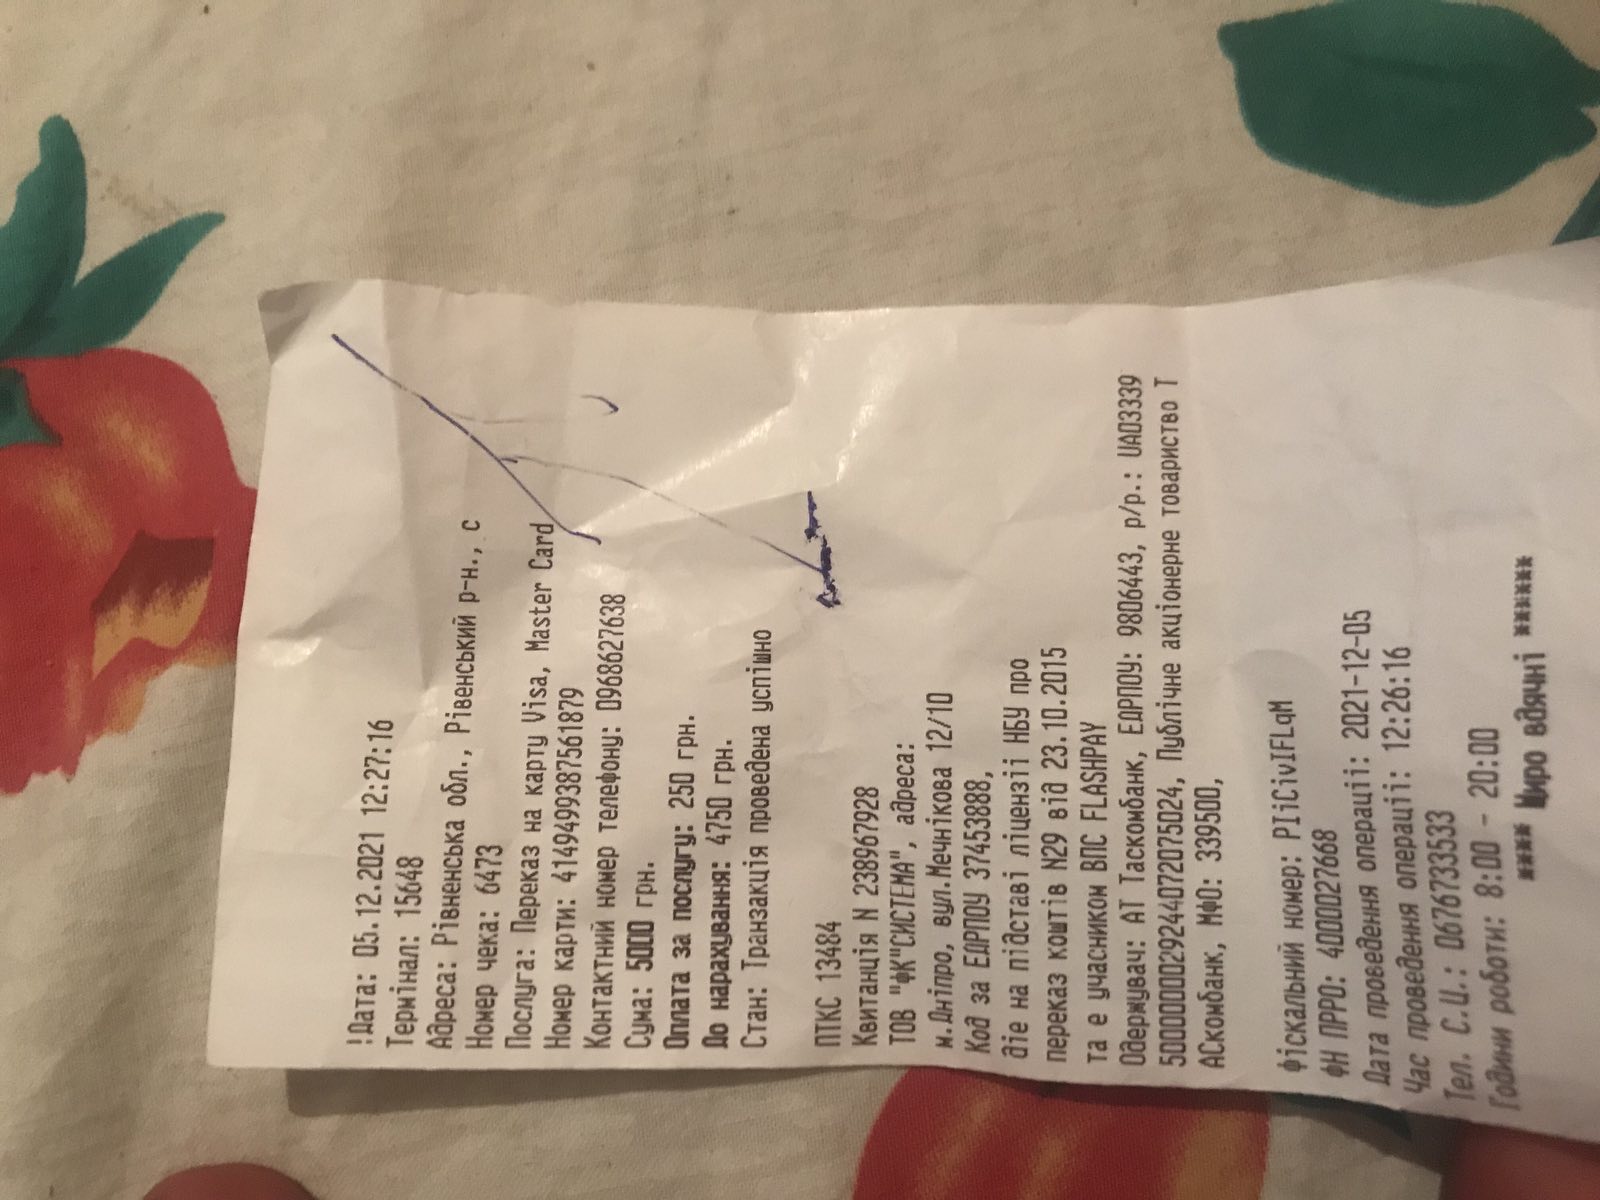 !Дата: 05.12.2021 12:27:16
Термінал: 15648
Адреса: Рівненська обл., Рівенський р-н., с
Номер чека: 6473
Послуга: Переказ на карту Visa, Master Card
Номер карти: 4149499387561879
Контактний номер телефону: 0968627638
Сума: 5000 грн.
Оплата за послугу: 250 грн.
До нарахування: 4750 грн.
Стан: Транзакція проведена успішно
ПТКС 13484
Квитанція N 238967928
ТОВ "ФК"СИСТЕМА", адреса:
м.Дніпро, вул.Мечнікова 12/10
Код за ЕДРПОУ 37453888,
діє на підставі ліцензії НБУ про
переказ коштів N29 від 23.10.2015
та є учасником ВПС FLASHPAY
Одержувач: АТ Таскомбанк, ЕДРПОУ: 9806443, р/р.: UA03339
5000000029244072075024, Публічне акціонерне товариство Т
АСкомбанк, МФО: 339500,
Фіскальний номер: PIiCivIFLqM
ФН ПРРО: 4000027668
Дата проведення операції: 2021-12-05
Час проведення операції: 12:26:16
Тел. С.Ц.: 0676733533
Години роботи: 8:00 - 20:00
**** Щиро вдячні *****